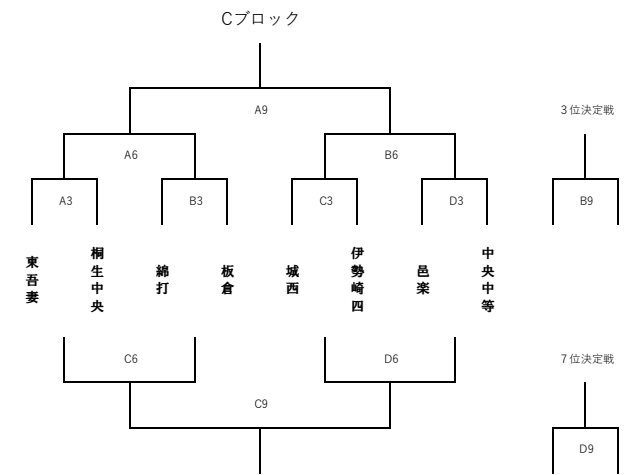 Cブロック
A9
3位決定戦
A6
B6
A3
B3
C3
D3
B9
東吾妻
桐生中央
綿打
板倉
城西
伊勢崎四
邑楽
中央中等
C6
D6
7位決定戦
C9
D9